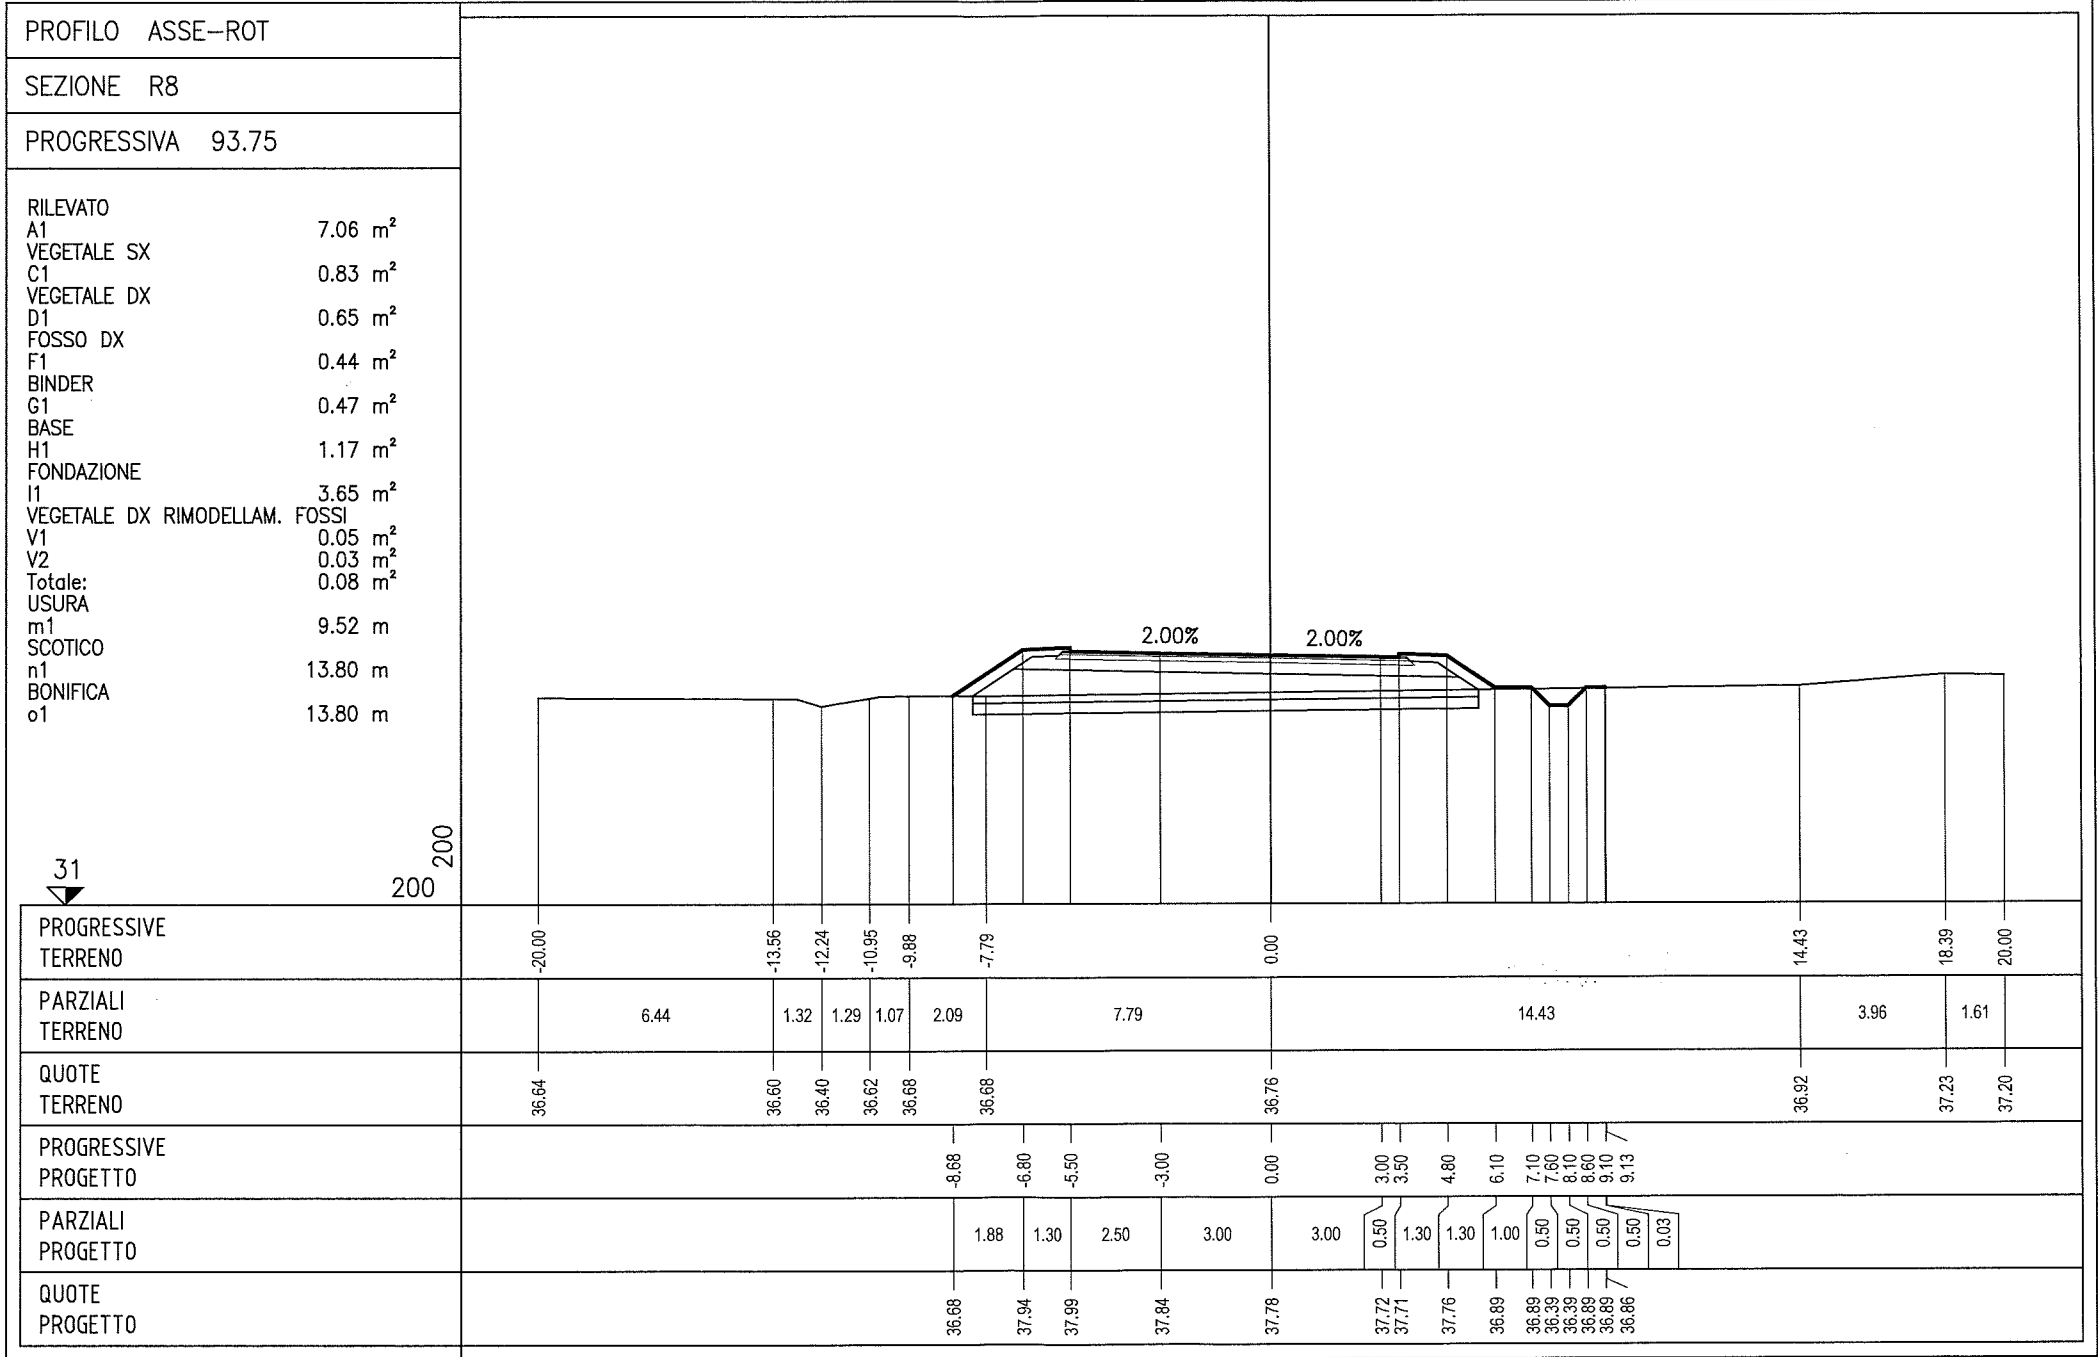 PROFILO ASSE-ROT
SEZIONE R8
PROGRESSIVA 93.75
RILEVATO
A1 7.06 m²
VEGETALE SX
C1 0.83 m²
VEGETALE DX
D1 0.65 m²
FOSSO DX
F1 0.44 m²
BINDER
G1 0.47 m²
BASE
H1 1.17 m²
FONDAZIONE
I1 3.65 m²
VEGETALE DX RIMODELLAM. FOSSI
V1 0.05 m²
V2 0.03 m²
Totale: 0.08 m²
USURA
m1 9.52 m
SCOTICO
n1 13.80 m
BONIFICA
o1 13.80 m
2.00% 2.00%
31
200
200
PROGRESSIVE
TERRENO
-20.00 -13.56 -12.24 -10.95 -9.88 -7.79 0.00 14.43 18.39 20.00
PARZIALI
TERRENO
6.44 1.32 1.29 1.07 2.09 7.79 14.43 3.96 1.61
QUOTE
TERRENO
36.64 36.60 36.40 36.62 36.68 36.68 36.76 36.92 37.23 37.20
PROGRESSIVE
PROGETTO
-8.68 -6.80 -5.50 -3.00 0.00 3.00 3.50 4.80 6.10 7.10 7.60 8.10 8.60 9.10 9.13
PARZIALI
PROGETTO
1.88 1.30 2.50 3.00 3.00 0.50 1.30 1.30 1.00 0.50 0.50 0.50 0.50 0.03
QUOTE
PROGETTO
36.68 37.94 37.99 37.84 37.78 37.72 37.71 37.76 36.89 36.89 36.39 36.39 36.89 36.89 36.86